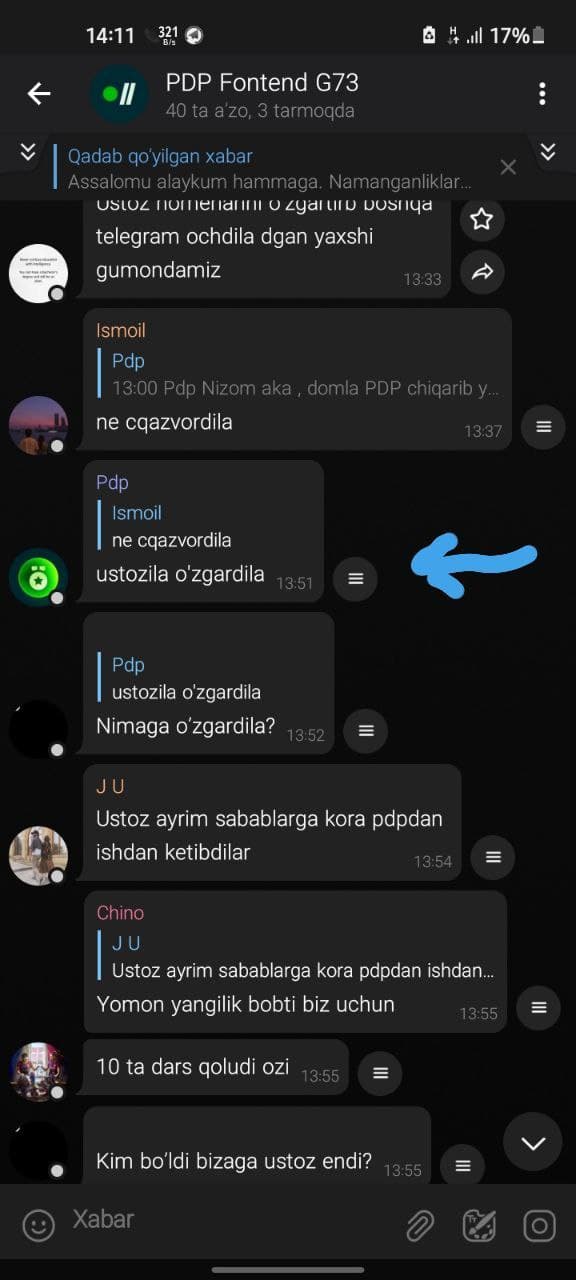 14:11
321
B/s
H
17%
PDP Fontend G73
40 ta a'zo, 3 tarmoqda
Qadab qo'yilgan xabar
Assalomu alaykum hammaga. Namanganliklar...
Ustoz nomerlarini o'zgartirb boshqa
telegram ochdila dgan yaxshi
gumondamiz
13:33
Ismoil
Pdp
13:00 Pdp Nizom aka , domla PDP chiqarib y...
ne cqazvordila
13:37
Pdp
Ismoil
ne cqazvordila
ustozila o'zgardila
13:51
Pdp
ustozila o'zgardila
Nimaga o'zgardila?
13:52
J U
Ustoz ayrim sabablarga kora pdpdan
ishdan ketibdilar
13:54
Chino
J U
Ustoz ayrim sabablarga kora pdpdan ishdan...
Yomon yangilik bobti biz uchun
13:55
10 ta dars qoludi ozi
13:55
Kim bo'ldi bizaga ustoz endi?
13:55
Xabar